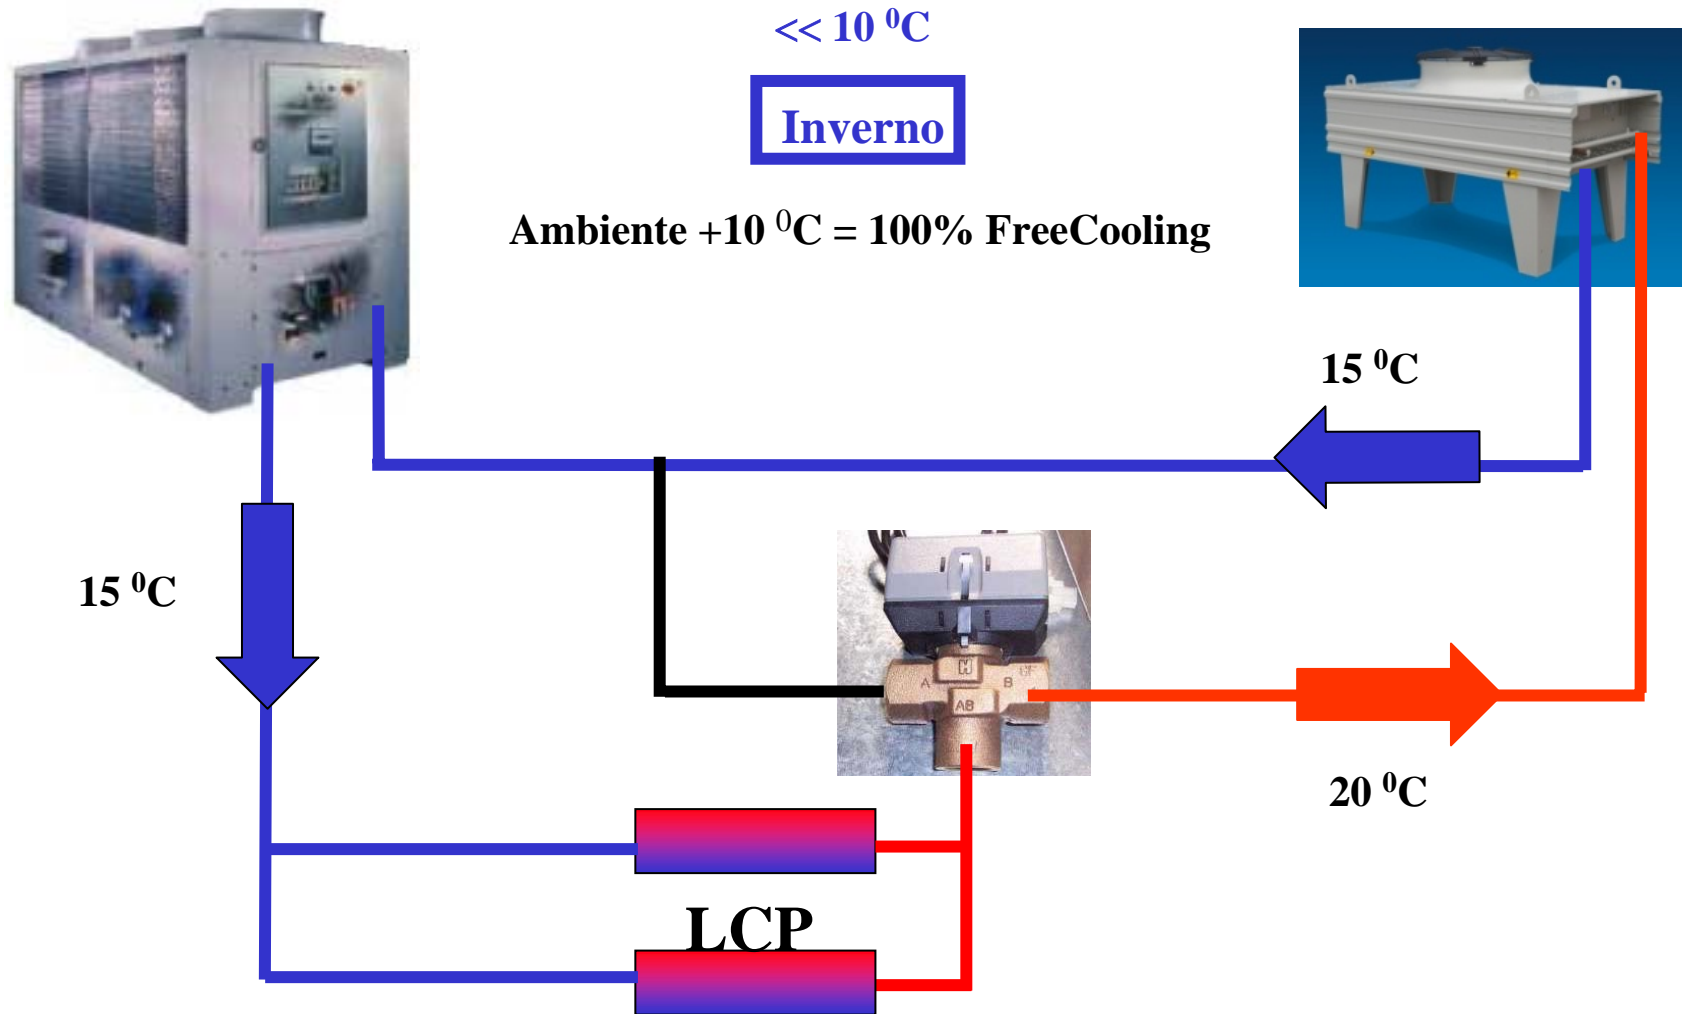 << 10 ⁰C
Inverno
Ambiente +10 ⁰C = 100% FreeCooling
15 ⁰C
15 ⁰C
H
A
B
AB
20 ⁰C
LCP